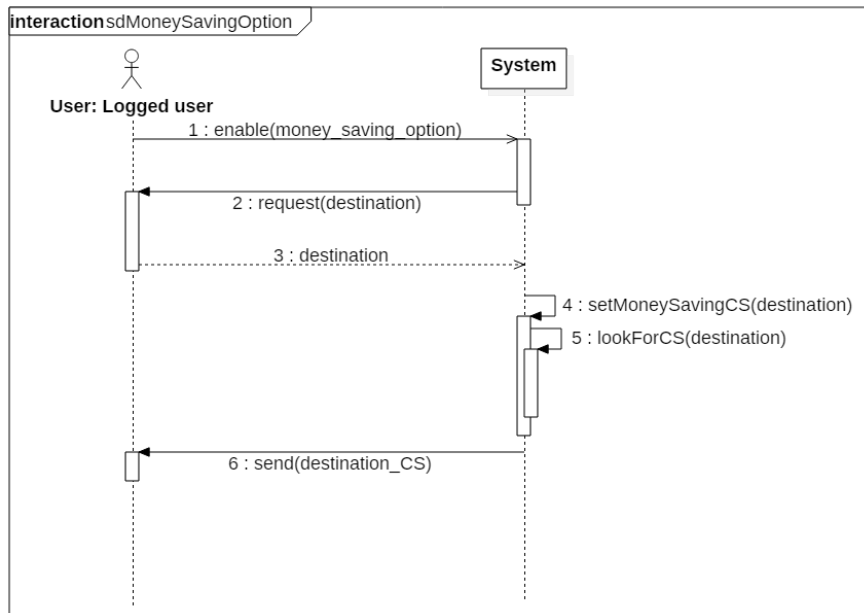 interaction sdMoneySavingOption
System
User: Logged user
1 : enable(money_saving_option)
2 : request(destination)
3 : destination
4 : setMoneySavingCS(destination)
5 : lookForCS(destination)
6 : send(destination_CS)